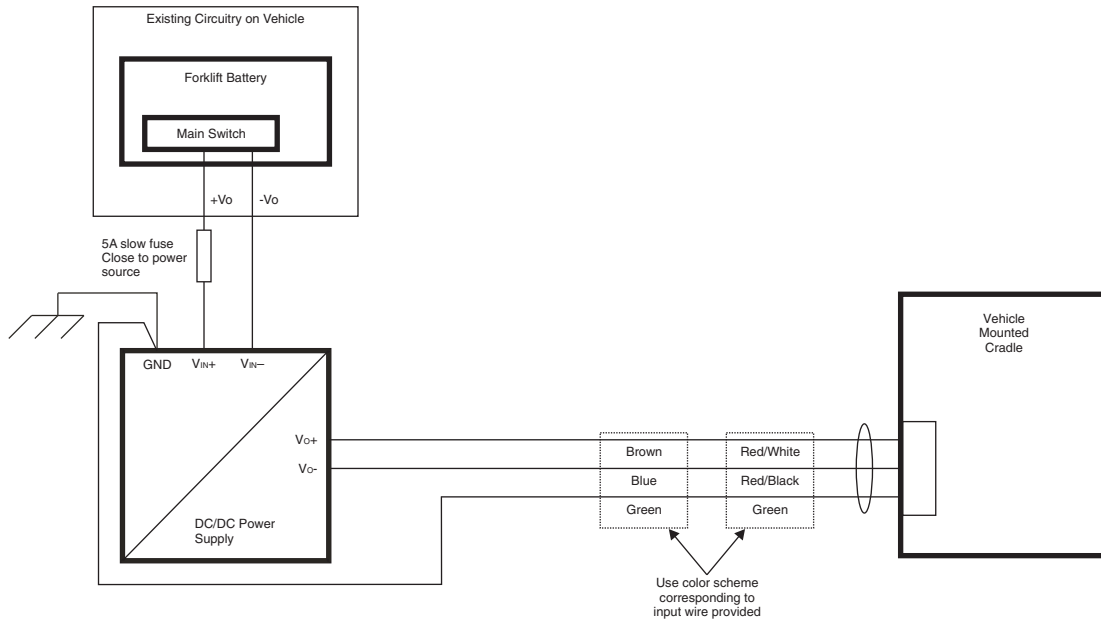 Existing Circuitry on Vehicle
Forklift Battery
Main Switch
+Vo
-Vo
5A slow fuse
Close to power
source
GND
VIN+
VIN–
VO+
VO-
DC/DC Power
Supply
Brown
Red/White
Blue
Red/Black
Green
Green
Use color scheme
corresponding to
input wire provided
Vehicle
Mounted
Cradle